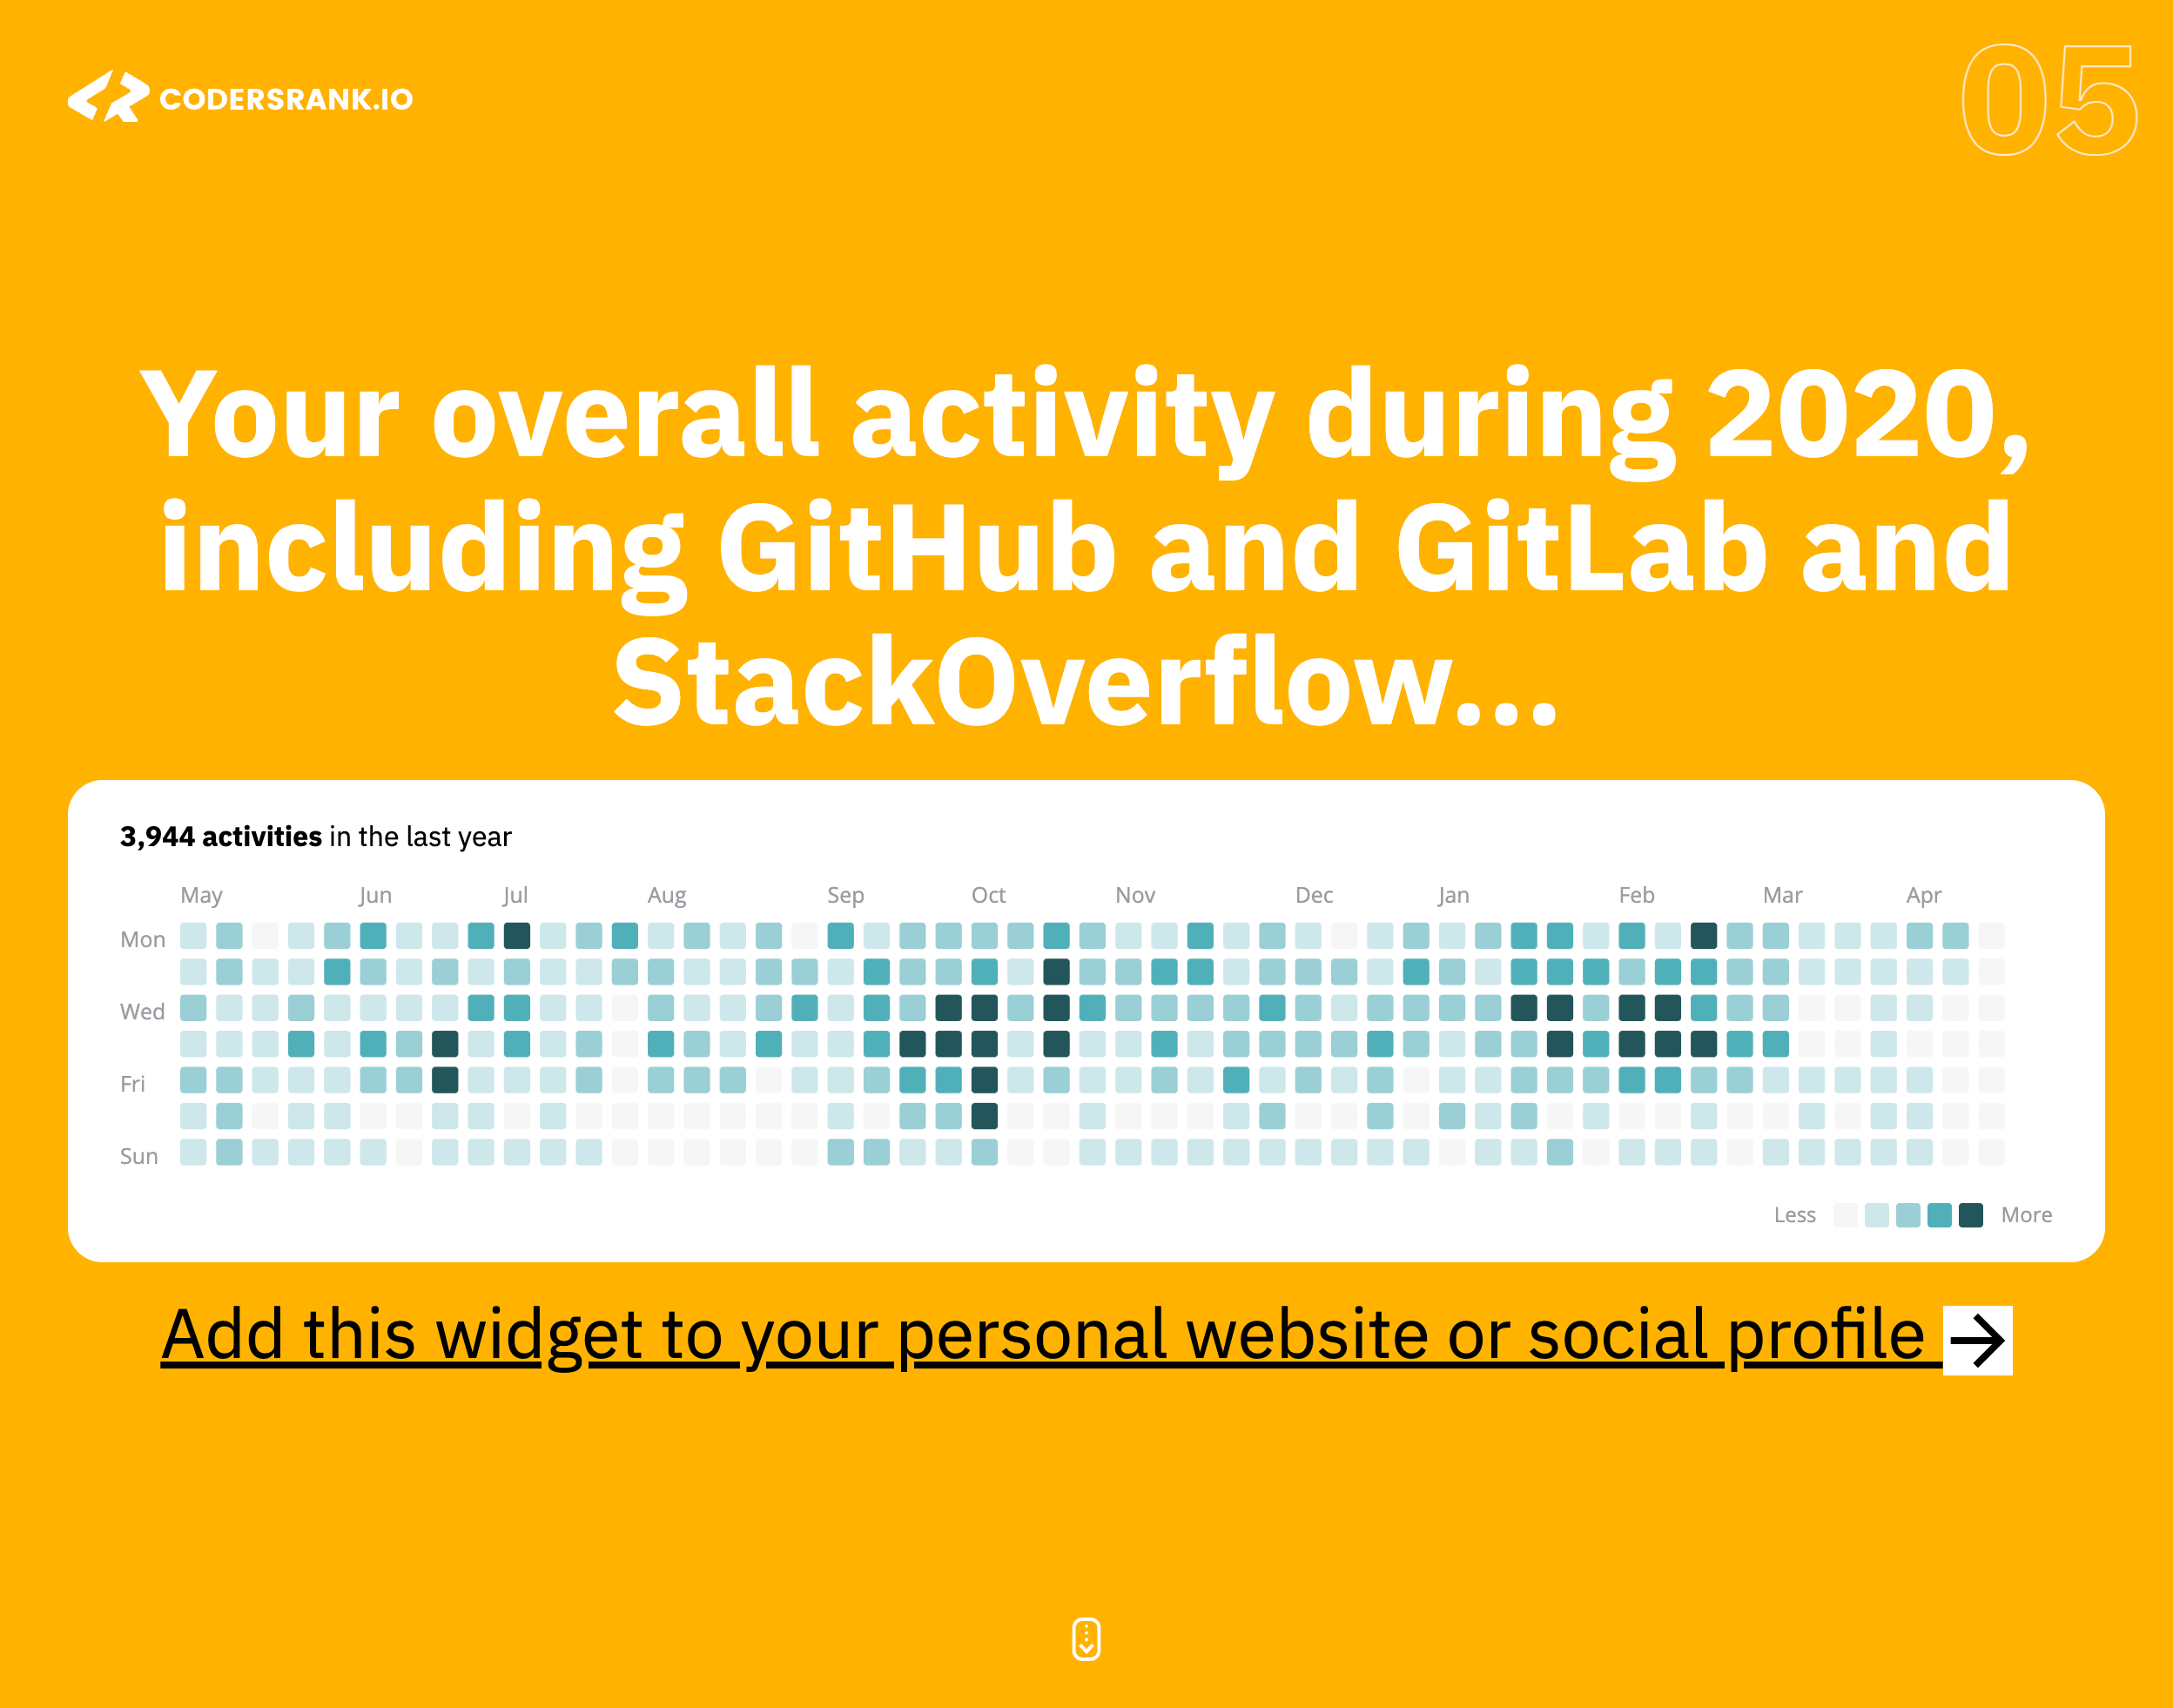 CODERSRANK.IO
05
Your overall activity during 2020,
including GitHub and GitLab and
StackOverflow...
3,944 activities in the last year
May Jun Jul Aug Sep Oct Nov Dec Jan Feb Mar Apr
Mon
Wed
Fri
Sun
Less More
Add this widget to your personal website or social profile